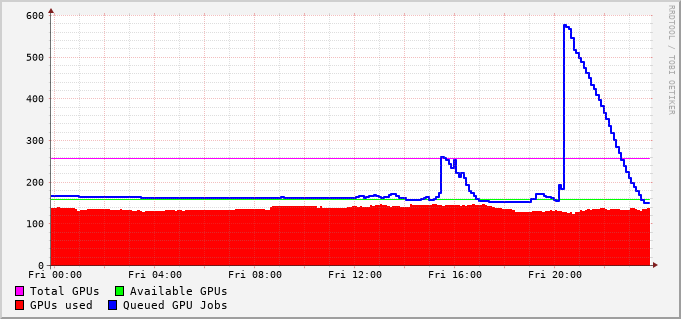 RRDTOOL / TOBI OETIKER
600
500
400
300
200
100
0
Fri 00:00 Fri 04:00 Fri 08:00 Fri 12:00 Fri 16:00 Fri 20:00
Total GPUs Available GPUs
GPUs used Queued GPU Jobs